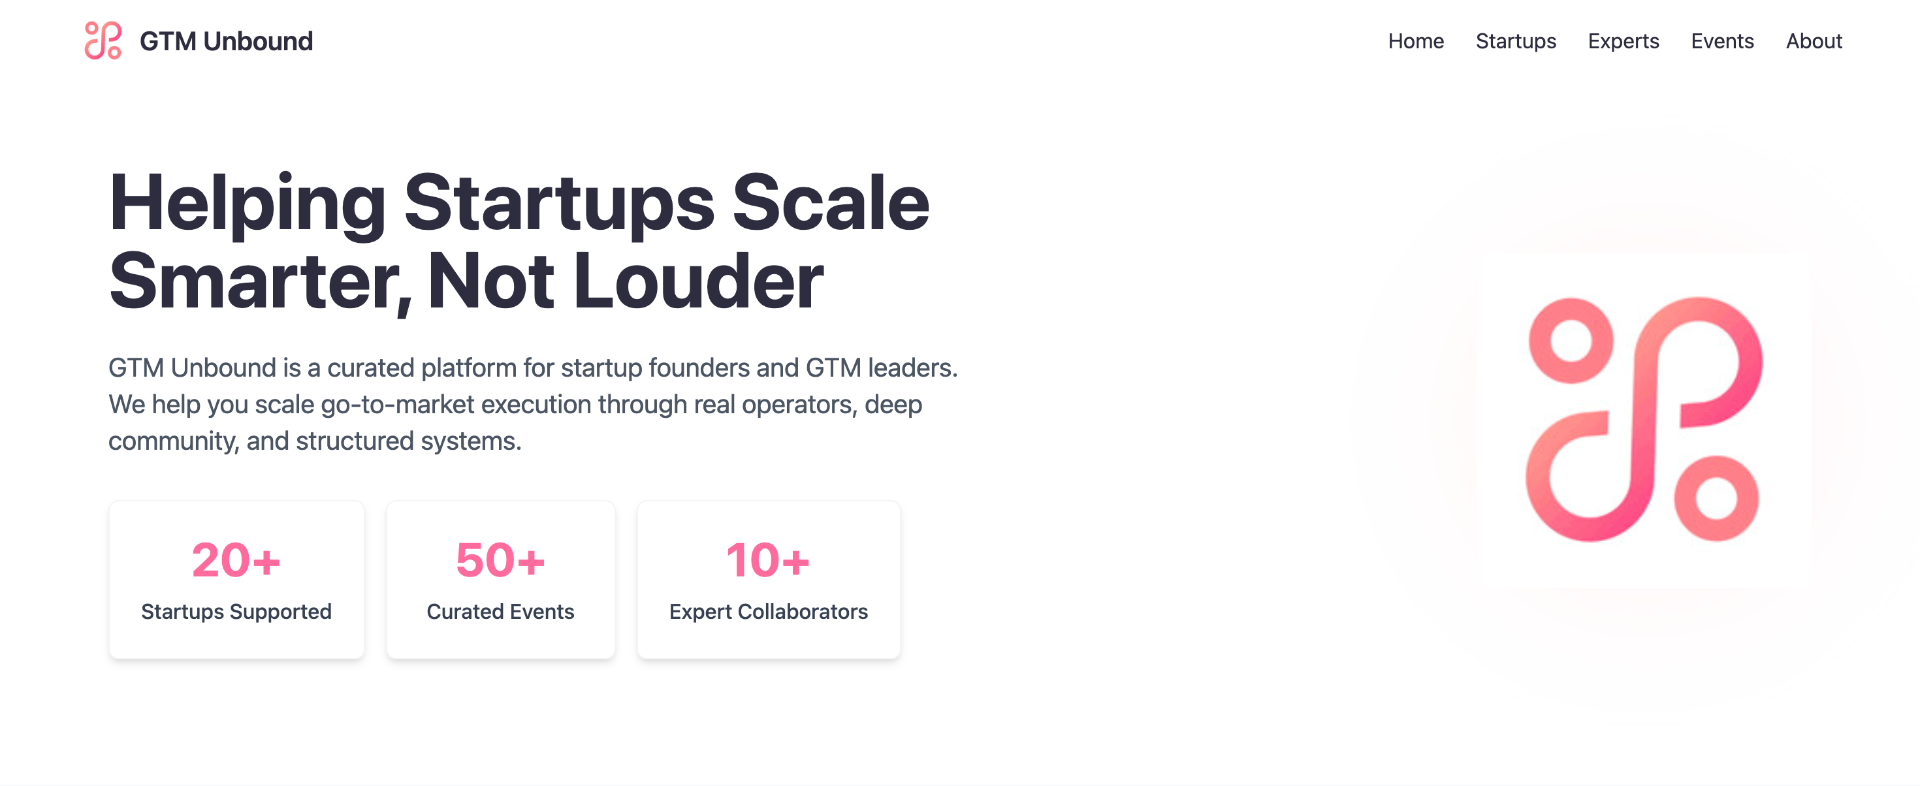 GTM Unbound
Home
Startups
Experts
Events
About
Helping Startups Scale
Smarter, Not Louder
GTM Unbound is a curated platform for startup founders and GTM leaders.
We help you scale go-to-market execution through real operators, deep
community, and structured systems.
20+
Startups Supported
50+
Curated Events
10+
Expert Collaborators